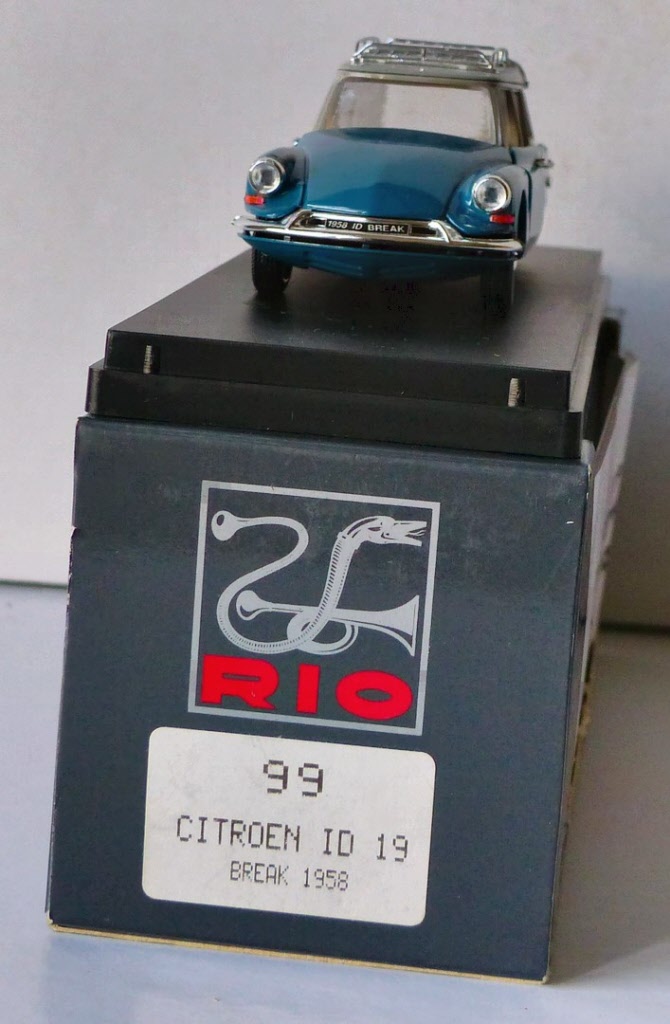 1958 ID BREAK
RIO
99
CITROEN ID 19
BREAK 1958